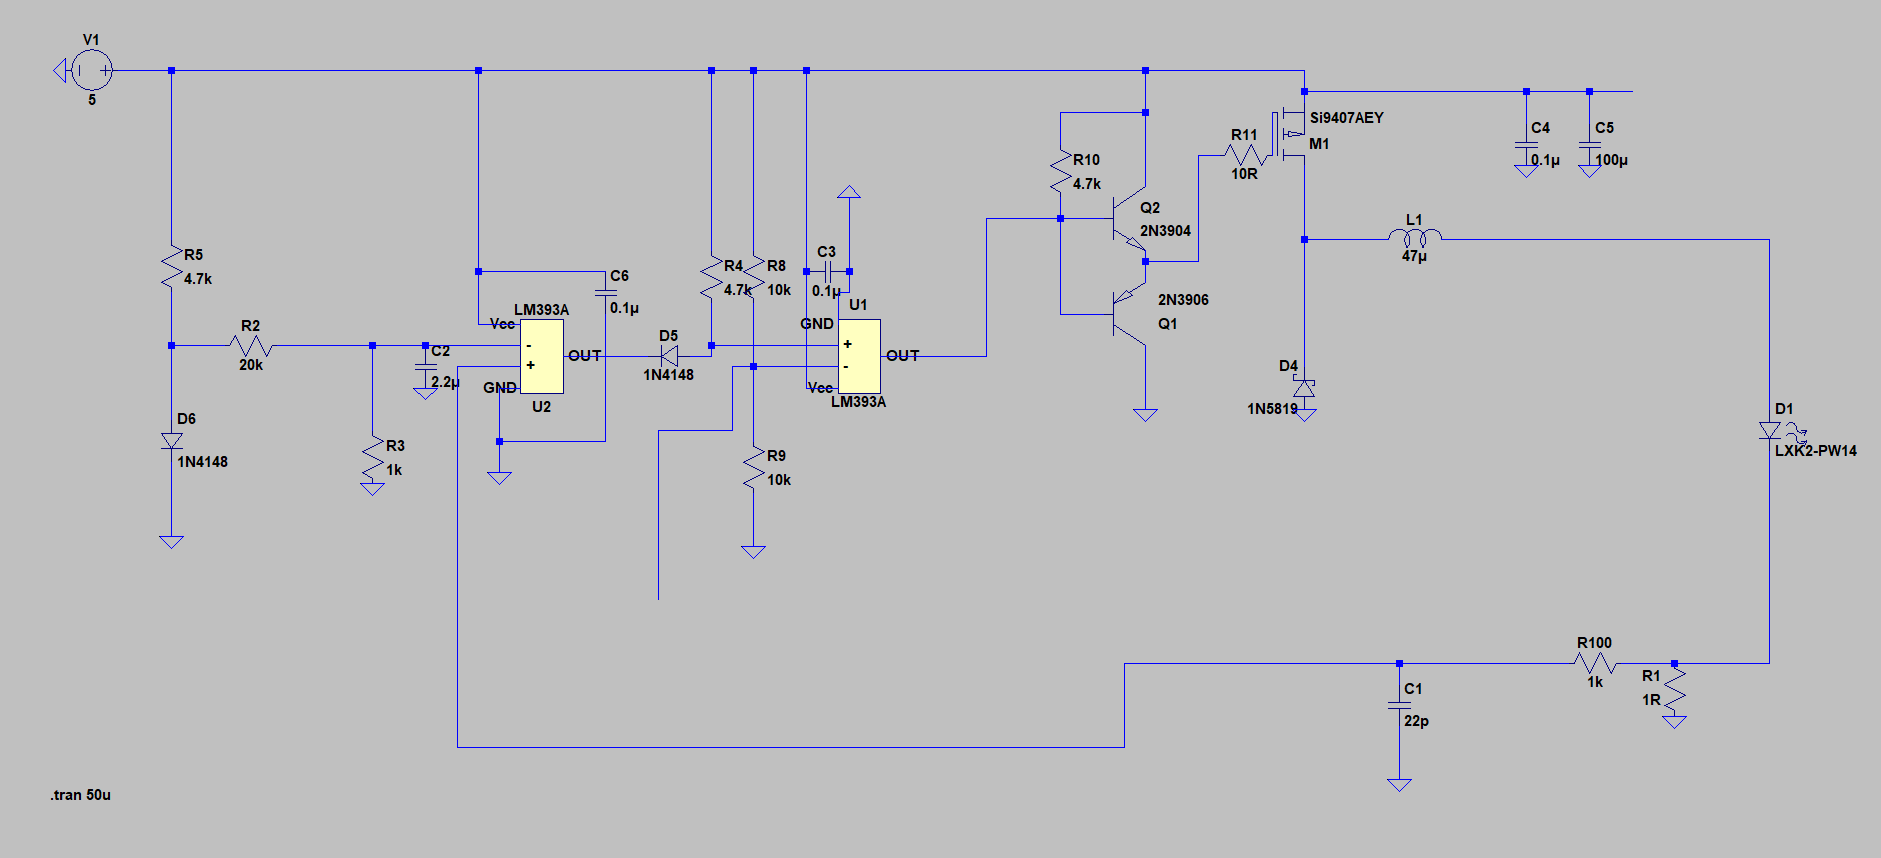 V1
5
R5
4.7k
R2
20k
D6
1N4148
R3
1k
C2
2.2µ
LM393A
Vcc
-
+
GND
OUT
U2
C6
0.1µ
D5
1N4148
R4
4.7k
R8
10k
C3
0.1µ
U1
GND
+
-
OUT
Vcc
LM393A
R9
10k
R10
4.7k
Q2
2N3904
2N3906
Q1
R11
10R
Si9407AEY
M1
C4
0.1µ
C5
100µ
L1
47µ
D4
1N5819
D1
LXK2-PW14
R100
1k
R1
1R
C1
22p
.tran 50u